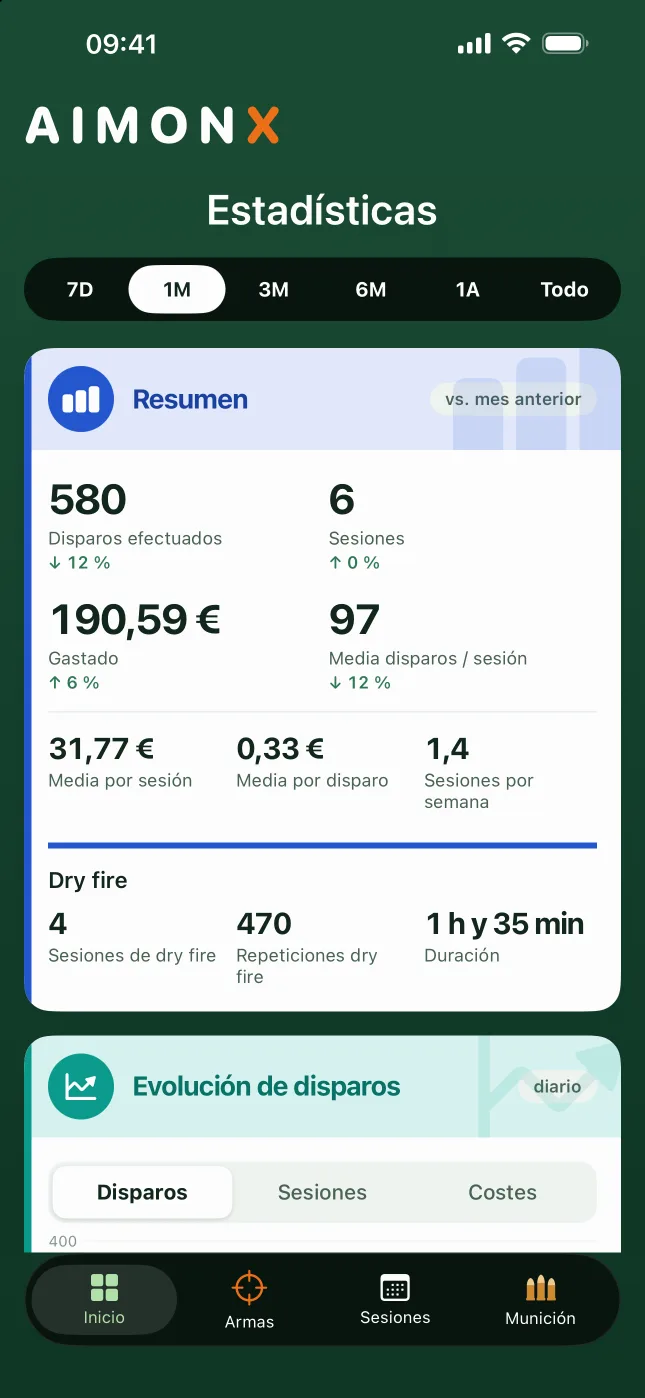 09:41
AIMONX
Estadísticas
7D 1M 3M 6M 1A Todo
Resumen vs. mes anterior
580 6
Disparos efectuados Sesiones
↓ 12 % ↑ 0 %
190,59 € 97
Gastado Media disparos / sesión
↑ 6 % ↓ 12 %
31,77 € 0,33 € 1,4
Media por sesión Media por disparo Sesiones por
semana
Dry fire
4 470 1 h y 35 min
Sesiones de dry fire Repeticiones dry Duración
fire
Evolución de disparos diario
Disparos Sesiones Costes
400
Inicio Armas Sesiones Munición